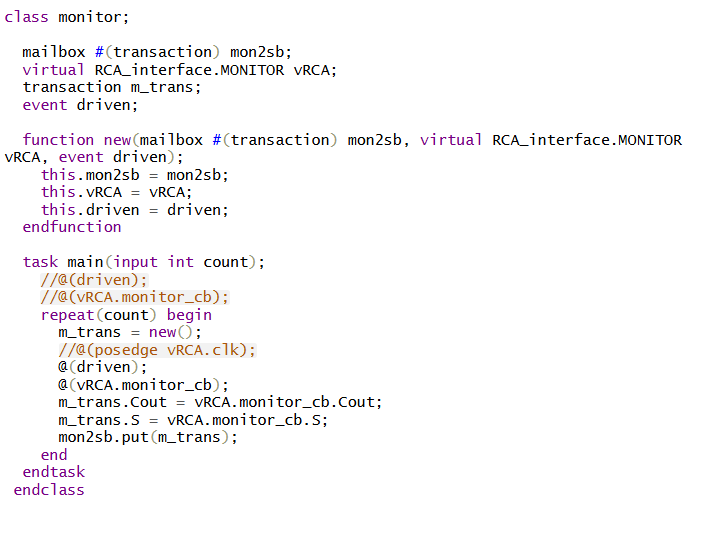 class monitor;
mailbox #(transaction) mon2sb;
virtual RCA_interface.MONITOR vRCA;
transaction m_trans;
event driven;
function new(mailbox #(transaction) mon2sb, virtual RCA_interface.MONITOR
vRCA, event driven);
this.mon2sb = mon2sb;
this.vRCA = vRCA;
this.driven = driven;
endfunction
task main(input int count);
//@(driven);
//@(vRCA.monitor_cb);
repeat(count) begin
m_trans = new();
//@(posedge vRCA.clk);
@(driven);
@(vRCA.monitor_cb);
m_trans.Cout = vRCA.monitor_cb.Cout;
m_trans.S = vRCA.monitor_cb.S;
mon2sb.put(m_trans);
end
endtask
endclass